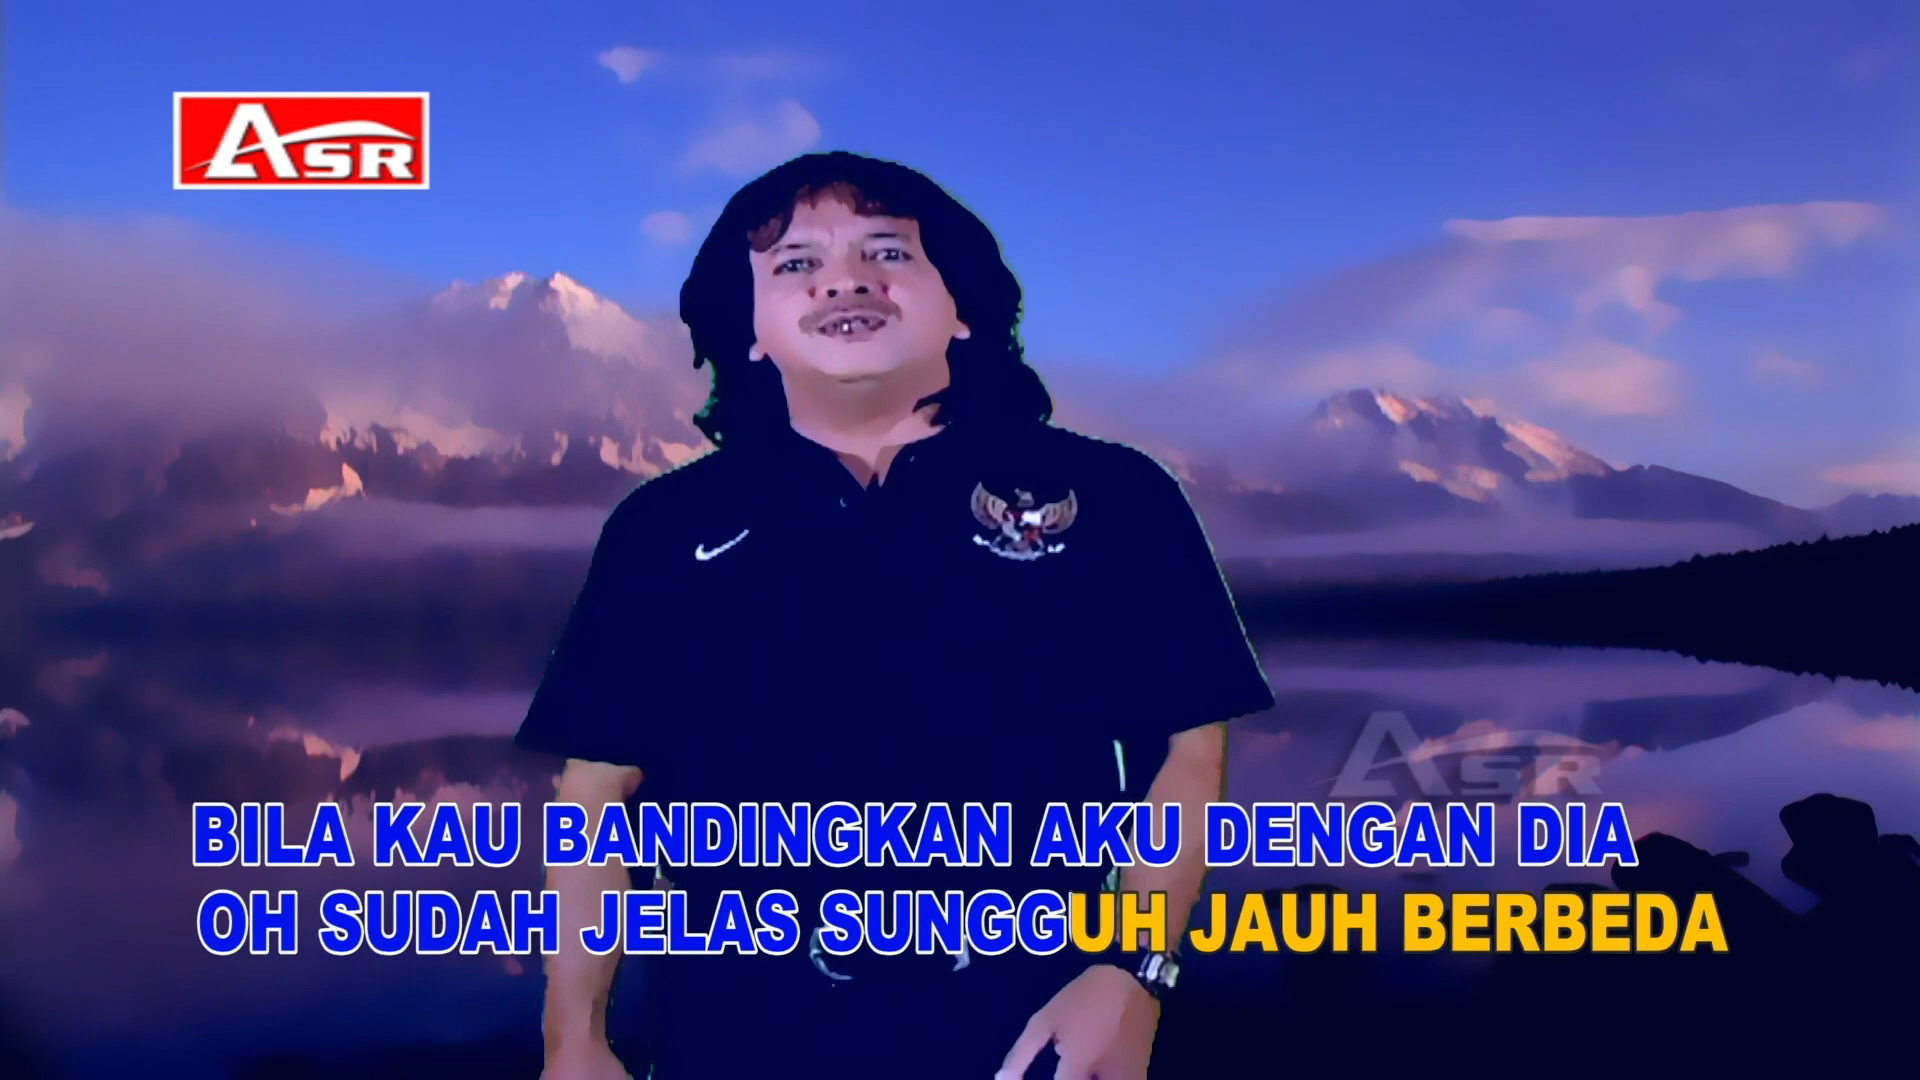 ASR
ASR
BILA KAU BANDINGKAN AKU DENGAN DIA
OH SUDAH JELAS SUNGGUH JAUH BERBEDA